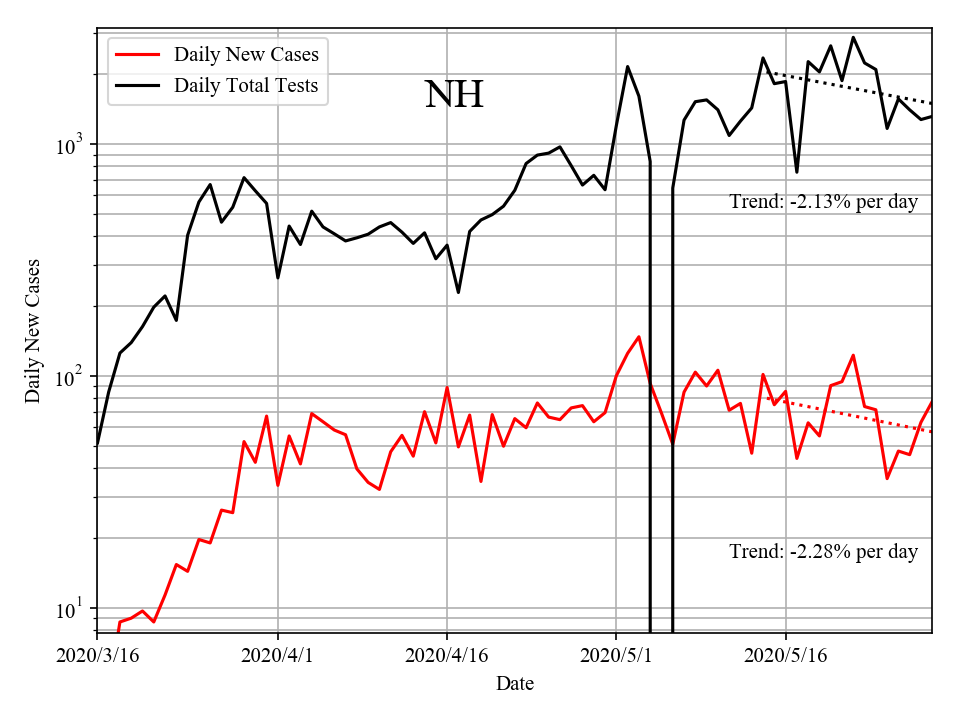 Daily New Cases
Daily Total Tests
NH
10³
10²
10¹
Daily New Cases
Trend: -2.13% per day
Trend: -2.28% per day
2020/3/16 2020/4/1 2020/4/16 2020/5/1 2020/5/16
Date